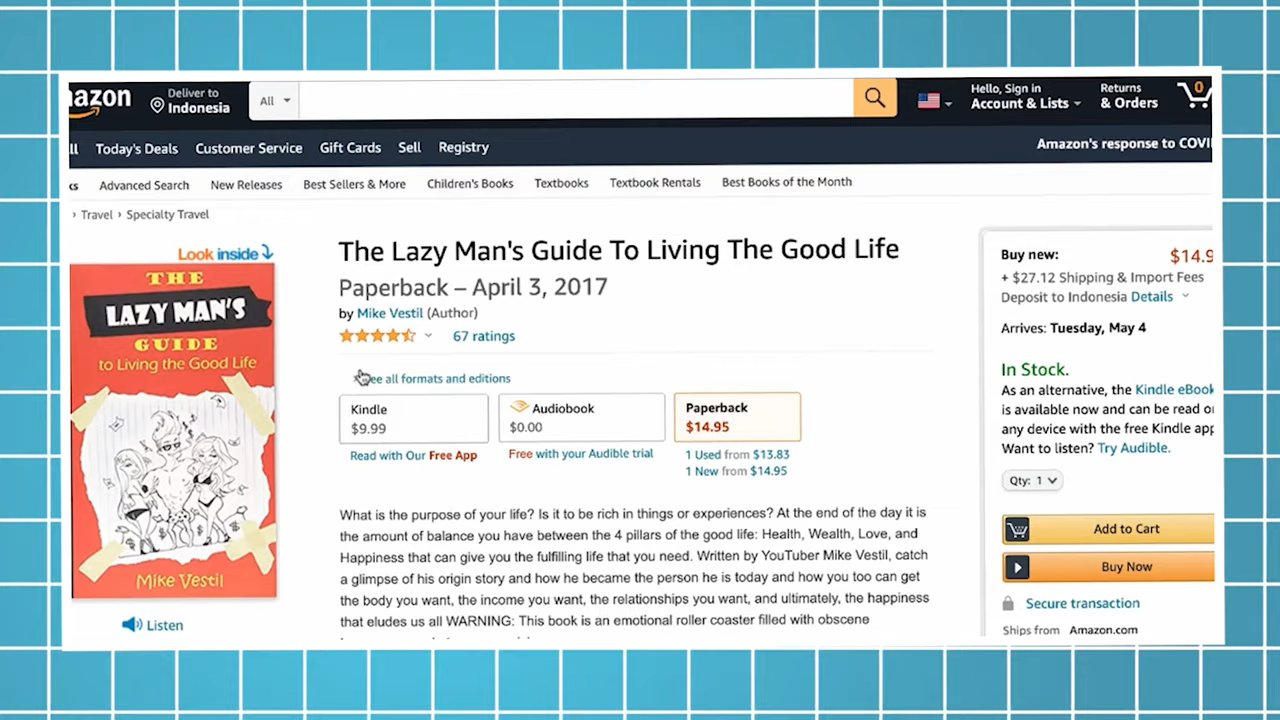 mazon
Deliver to
Indonesia
All
Hello, Sign in
Account & Lists
Returns
& Orders
0
ll
Today's Deals
Customer Service
Gift Cards
Sell
Registry
Amazon's response to COVI
ks
Advanced Search
New Releases
Best Sellers & More
Children's Books
Textbooks
Textbook Rentals
Best Books of the Month
› Travel › Specialty Travel
Look inside
THE
LAZY MAN'S
GUIDE
to Living the Good Life
Mike Vestil
Listen
The Lazy Man's Guide To Living The Good Life
Paperback – April 3, 2017
by Mike Vestil (Author)
67 ratings
See all formats and editions
Kindle
$9.99
Read with Our Free App
Audiobook
$0.00
Free with your Audible trial
Paperback
$14.95
1 Used from $13.83
1 New from $14.95
What is the purpose of your life? Is it to be rich in things or experiences? At the end of the day it is
the amount of balance you have between the 4 pillars of the good life: Health, Wealth, Love, and
Happiness that can give you the fulfilling life that you need. Written by YouTuber Mike Vestil, catch
a glimpse of his origin story and how he became the person he is today and how you too can get
the body you want, the income you want, the relationships you want, and ultimately, the happiness
that eludes us all WARNING: This book is an emotional roller coaster filled with obscene
Buy new:
$14.9
+ $27.12 Shipping & Import Fees
Deposit to Indonesia Details
Arrives: Tuesday, May 4
In Stock.
As an alternative, the Kindle eBook
is available now and can be read o
any device with the free Kindle app
Want to listen? Try Audible.
Qty: 1
Add to Cart
Buy Now
Secure transaction
Ships from Amazon.com